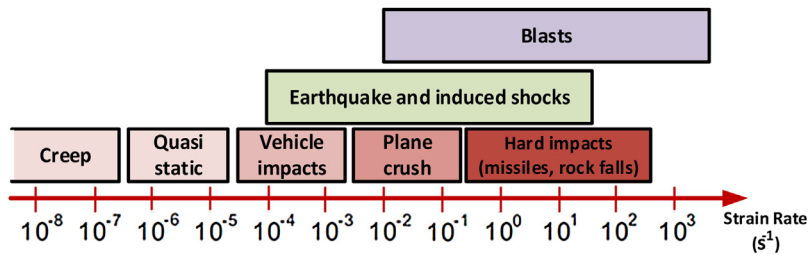 Blasts
Earthquake and induced shocks
Creep
Quasi
static
Vehicle
impacts
Plane
crush
Hard impacts
(missiles, rock falls)
10⁻⁸ 10⁻⁷ 10⁻⁶ 10⁻⁵ 10⁻⁴ 10⁻³ 10⁻² 10⁻¹ 10⁰ 10¹ 10² 10³
Strain Rate
(s⁻¹)